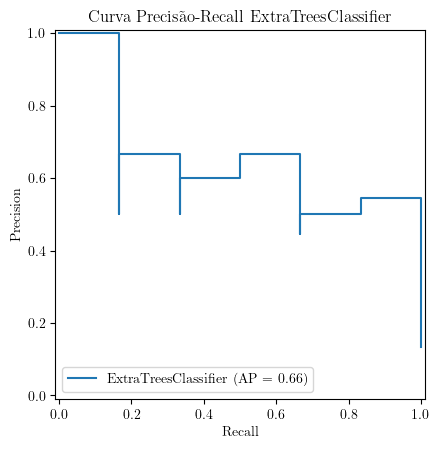 Curva Precisão-Recall ExtraTreesClassifier
1.0
0.8
0.6
0.4
0.2
0.0
Precision
ExtraTreesClassifier (AP = 0.66)
0.0 0.2 0.4 0.6 0.8 1.0
Recall